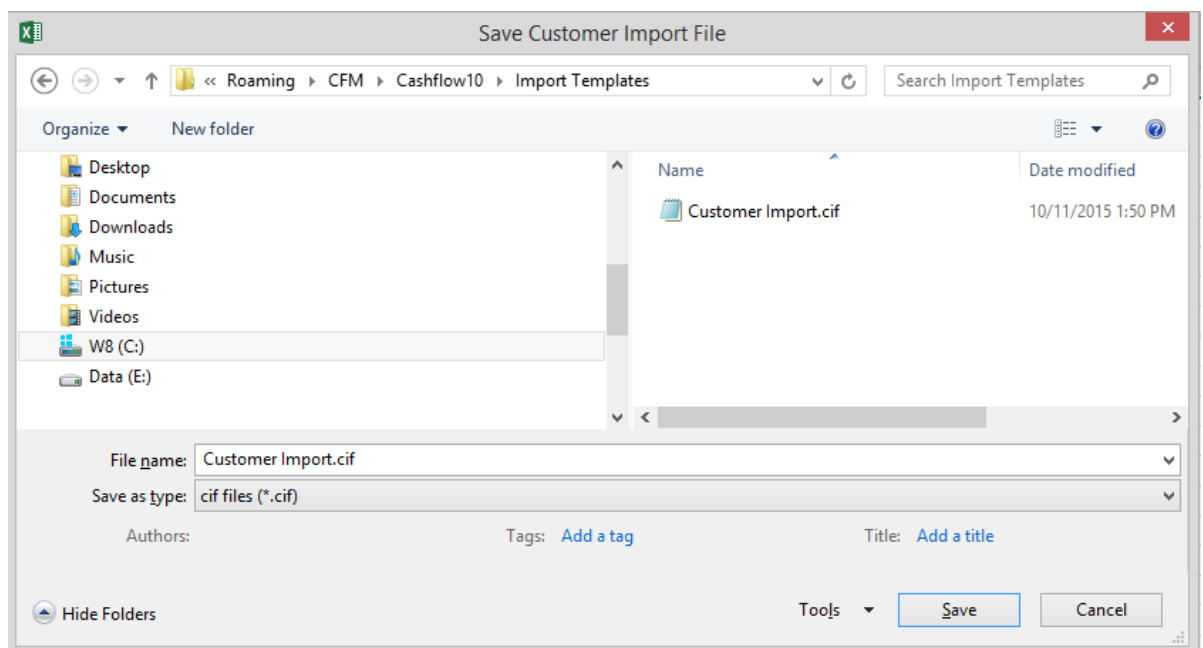 Save Customer Import File
« Roaming ▸ CFM ▸ Cashflow10 ▸ Import Templates
Search Import Templates
Organize
New folder
Desktop
Documents
Downloads
Music
Pictures
Videos
W8 (C:)
Data (E:)
Name Date modified
Customer Import.cif 10/11/2015 1:50 PM
File name: Customer Import.cif
Save as type: cif files (*.cif)
Authors: Tags: Add a tag Title: Add a title
Hide Folders Tools Save Cancel